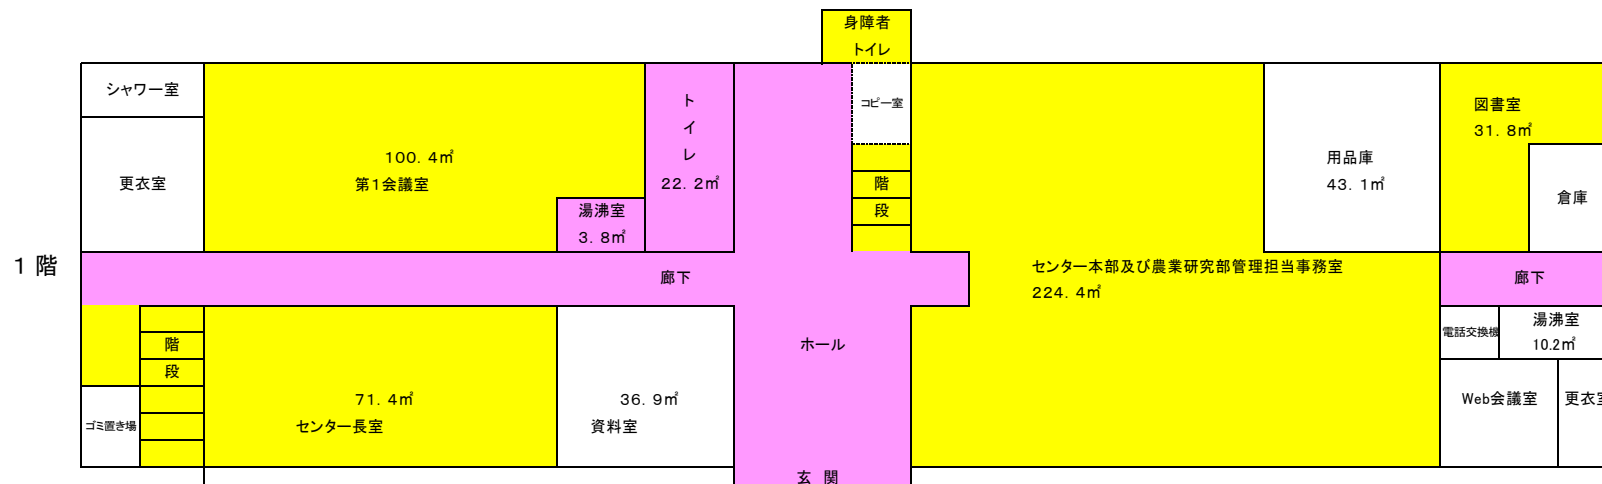 身障者
トイレ
シャワー室
コピー室
ト
イ
レ
22.2㎡
図書室
31.8㎡
100.4㎡
第1会議室
用品庫
43.1㎡
更衣室
階
段
倉庫
湯沸室
3.8㎡
1階
廊下
センター本部及び農業研究部管理担当事務室
224.4㎡
廊下
階
段
ホール
電話交換機
湯沸室
10.2㎡
71.4㎡
センター長室
36.9㎡
資料室
Web会議室
更衣室
ゴミ置き場
玄 関